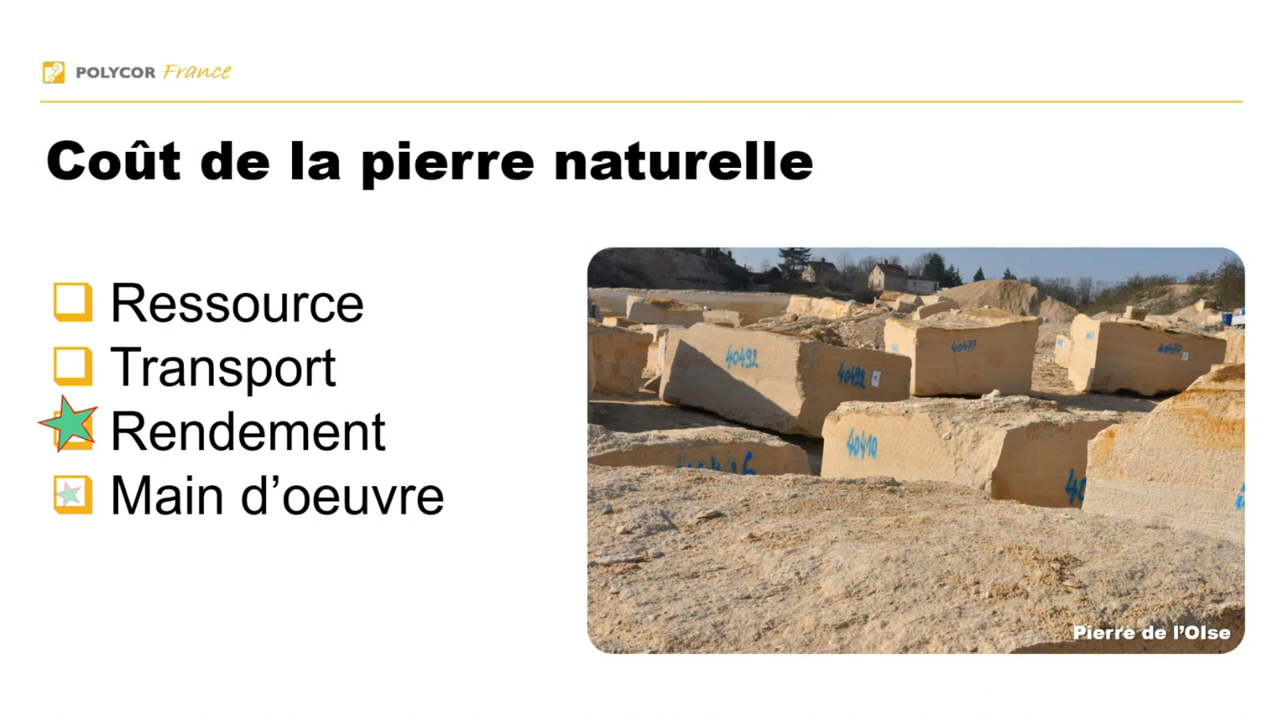 POLYCOR France
Coût de la pierre naturelle
Ressource
Transport
Rendement
Main d’oeuvre
40492
40492
40477
40470
40410
Pierre de l’OIse